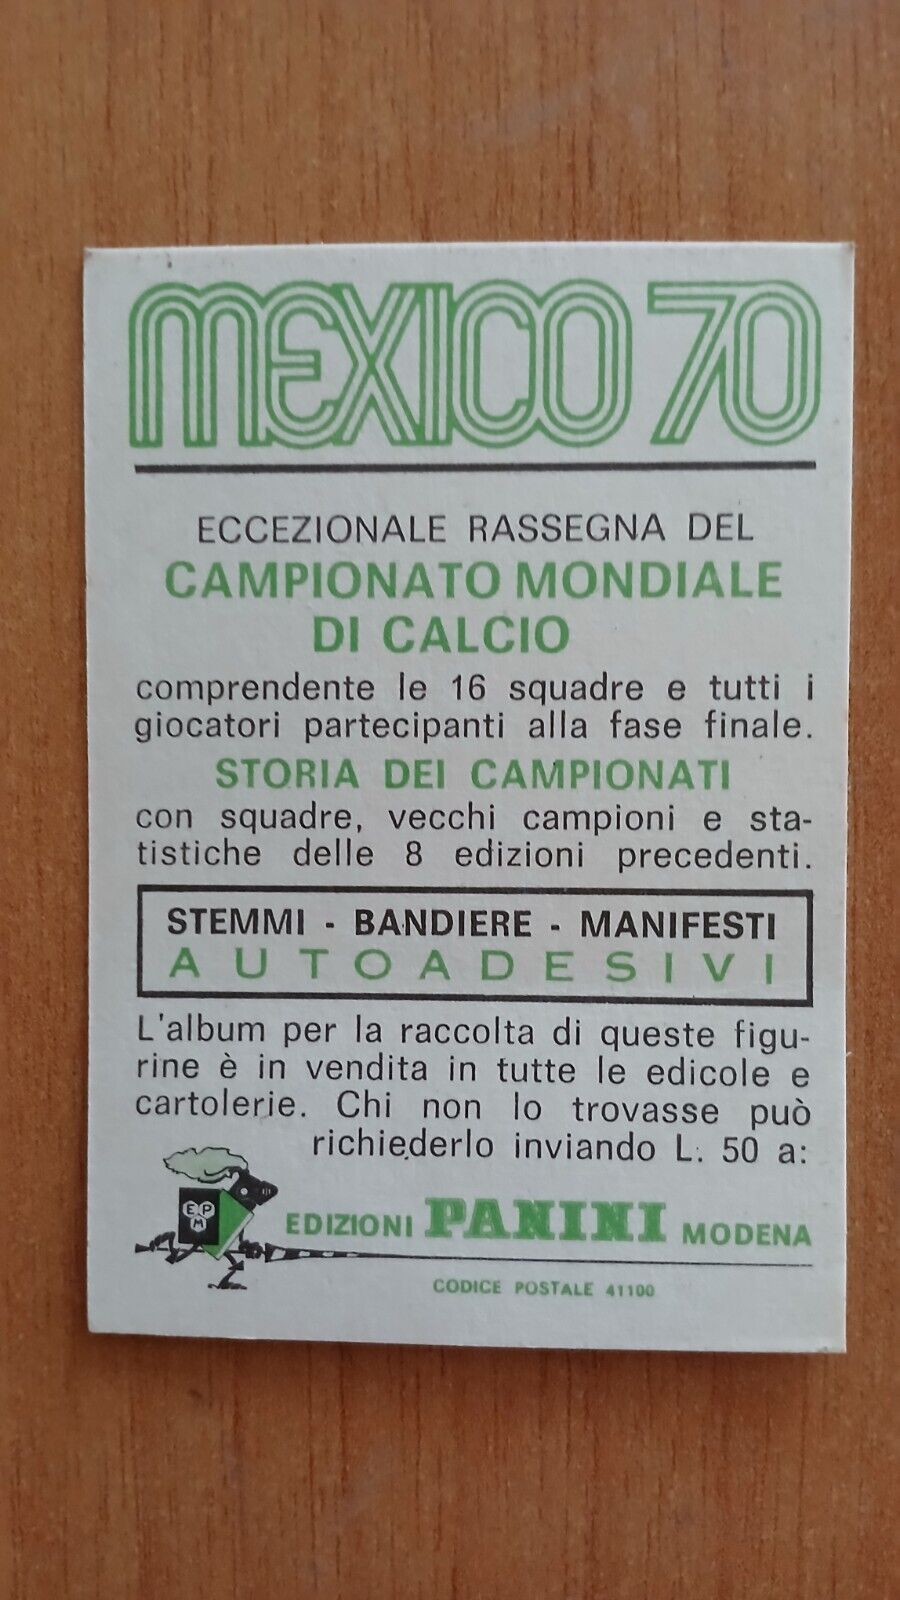 MEXICO 70
ECCEZIONALE RASSEGNA DEL
CAMPIONATO MONDIALE
DI CALCIO
comprendente le 16 squadre e tutti i
giocatori partecipanti alla fase finale.
STORIA DEI CAMPIONATI
con squadre, vecchi campioni e sta-
tistiche delle 8 edizioni precedenti.
STEMMI - BANDIERE - MANIFESTI
AUTOADESIVI
L'album per la raccolta di queste figu-
rine è in vendita in tutte le edicole e
cartolerie. Chi non lo trovasse può
richiederlo inviando L. 50 a:
EPM
EDIZIONI PANINI MODENA
CODICE POSTALE 41100